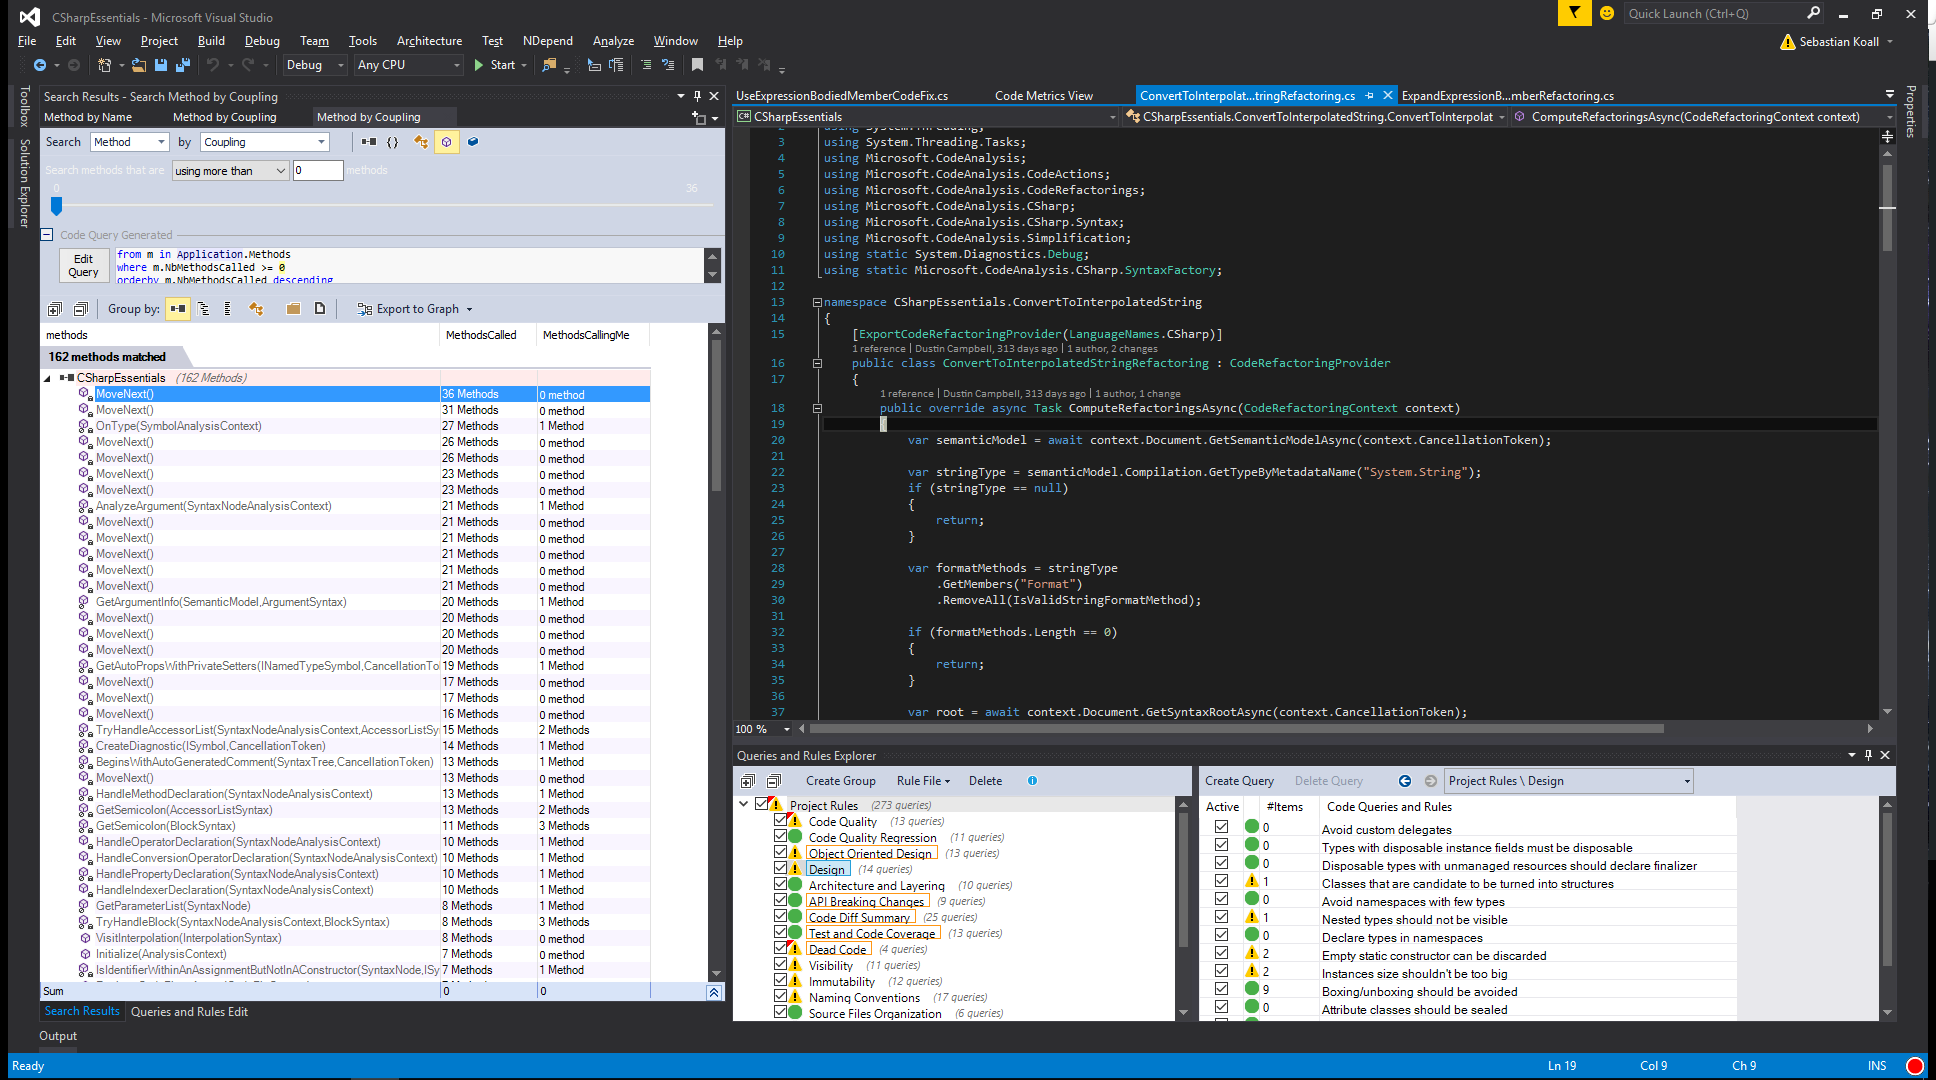 CSharpEssentials - Microsoft Visual Studio
Quick Launch (Ctrl+Q)
File Edit View Project Build Debug Team Tools Architecture Test NDepend Analyze Window Help
Sebastian Koall
Debug Any CPU Start
Toolbox
Solution Explorer
Search Results - Search Method by Coupling
Method by Name Method by Coupling Method by Coupling
Search Method by Coupling
Search methods that are using more than 0 methods
0 36
Code Query Generated
Edit Query
from m in Application.Methods
where m.NbMethodsCalled >= 0
orderby m.NbMethodsCalled descending
Group by: Export to Graph
methods MethodsCalled MethodsCallingMe
162 methods matched
CSharpEssentials (162 Methods)
MoveNext() 36 Methods 0 method
MoveNext() 31 Methods 0 method
OnType(SymbolAnalysisContext) 27 Methods 1 Method
MoveNext() 26 Methods 0 method
MoveNext() 26 Methods 0 method
MoveNext() 23 Methods 0 method
MoveNext() 23 Methods 0 method
AnalyzeArgument(SyntaxNodeAnalysisContext) 21 Methods 1 Method
MoveNext() 21 Methods 0 method
MoveNext() 21 Methods 0 method
MoveNext() 21 Methods 0 method
MoveNext() 21 Methods 0 method
MoveNext() 21 Methods 0 method
GetArgumentInfo(SemanticModel,ArgumentSyntax) 20 Methods 1 Method
MoveNext() 20 Methods 0 method
MoveNext() 20 Methods 0 method
MoveNext() 20 Methods 0 method
GetAutoPropsWithPrivateSetters(INamedTypeSymbol,CancellationTo 19 Methods 1 Method
MoveNext() 17 Methods 0 method
MoveNext() 17 Methods 0 method
MoveNext() 16 Methods 0 method
TryHandleAccessorList(SyntaxNodeAnalysisContext,AccessorListSy 15 Methods 2 Methods
CreateDiagnostic(ISymbol,CancellationToken) 14 Methods 1 Method
BeginsWithAutoGeneratedComment(SyntaxTree,CancellationToken) 13 Methods 1 Method
MoveNext() 13 Methods 0 method
HandleMethodDeclaration(SyntaxNodeAnalysisContext) 13 Methods 1 Method
GetSemicolon(AccessorListSyntax) 13 Methods 2 Methods
GetSemicolon(BlockSyntax) 11 Methods 3 Methods
HandleOperatorDeclaration(SyntaxNodeAnalysisContext) 10 Methods 1 Method
HandleConversionOperatorDeclaration(SyntaxNodeAnalysisContext) 10 Methods 1 Method
HandlePropertyDeclaration(SyntaxNodeAnalysisContext) 10 Methods 1 Method
HandleIndexerDeclaration(SyntaxNodeAnalysisContext) 10 Methods 1 Method
GetParameterList(SyntaxNode) 8 Methods 1 Method
TryHandleBlock(SyntaxNodeAnalysisContext,BlockSyntax) 8 Methods 3 Methods
VisitInterpolation(InterpolationSyntax) 8 Methods 0 method
Initialize(AnalysisContext) 7 Methods 0 method
IsIdentifierWithinAnAssignmentButNotInAConstructor(SyntaxNode,ISy 7 Methods 1 Method
Sum 0 0
Search Results Queries and Rules Edit
Output
UseExpressionBodiedMemberCodeFix.cs Code Metrics View ConvertToInterpolat...tringRefactoring.cs ExpandExpressionB...mberRefactoring.cs
Properties
C# CSharpEssentials CSharpEssentials.ConvertToInterpolatedString.ConvertToInterpolat ComputeRefactoringsAsync(CodeRefactoringContext context)
2 using System.Threading;
3 using System.Threading.Tasks;
4 using Microsoft.CodeAnalysis;
5 using Microsoft.CodeAnalysis.CodeActions;
6 using Microsoft.CodeAnalysis.CodeRefactorings;
7 using Microsoft.CodeAnalysis.CSharp;
8 using Microsoft.CodeAnalysis.CSharp.Syntax;
9 using Microsoft.CodeAnalysis.Simplification;
10 using static System.Diagnostics.Debug;
11 using static Microsoft.CodeAnalysis.CSharp.SyntaxFactory;
12
13 namespace CSharpEssentials.ConvertToInterpolatedString
14 {
15 [ExportCodeRefactoringProvider(LanguageNames.CSharp)]
1 reference | Dustin Campbell, 313 days ago | 1 author, 2 changes
16 public class ConvertToInterpolatedStringRefactoring : CodeRefactoringProvider
17 {
1 reference | Dustin Campbell, 313 days ago | 1 author, 1 change
18 public override async Task ComputeRefactoringsAsync(CodeRefactoringContext context)
19 {
20 var semanticModel = await context.Document.GetSemanticModelAsync(context.CancellationToken);
21
22 var stringType = semanticModel.Compilation.GetTypeByMetadataName("System.String");
23 if (stringType == null)
24 {
25 return;
26 }
27
28 var formatMethods = stringType
29 .GetMembers("Format")
30 .RemoveAll(IsValidStringFormatMethod);
31
32 if (formatMethods.Length == 0)
33 {
34 return;
35 }
36
37 var root = await context.Document.GetSyntaxRootAsync(context.CancellationToken);
100 %
Queries and Rules Explorer
Create Group Rule File Delete
Project Rules (273 queries)
Code Quality (13 queries)
Code Quality Regression (11 queries)
Object Oriented Design (13 queries)
Design (14 queries)
Architecture and Layering (10 queries)
API Breaking Changes (9 queries)
Code Diff Summary (25 queries)
Test and Code Coverage (13 queries)
Dead Code (4 queries)
Visibility (11 queries)
Immutability (12 queries)
Naming Conventions (17 queries)
Source Files Organization (6 queries)
Create Query Delete Query Project Rules \ Design
Active #Items Code Queries and Rules
0 Avoid custom delegates
0 Types with disposable instance fields must be disposable
0 Disposable types with unmanaged resources should declare finalizer
1 Classes that are candidate to be turned into structures
0 Avoid namespaces with few types
1 Nested types should not be visible
0 Declare types in namespaces
2 Empty static constructor can be discarded
2 Instances size shouldn't be too big
9 Boxing/unboxing should be avoided
0 Attribute classes should be sealed
Ready Ln 19 Col 9 Ch 9 INS